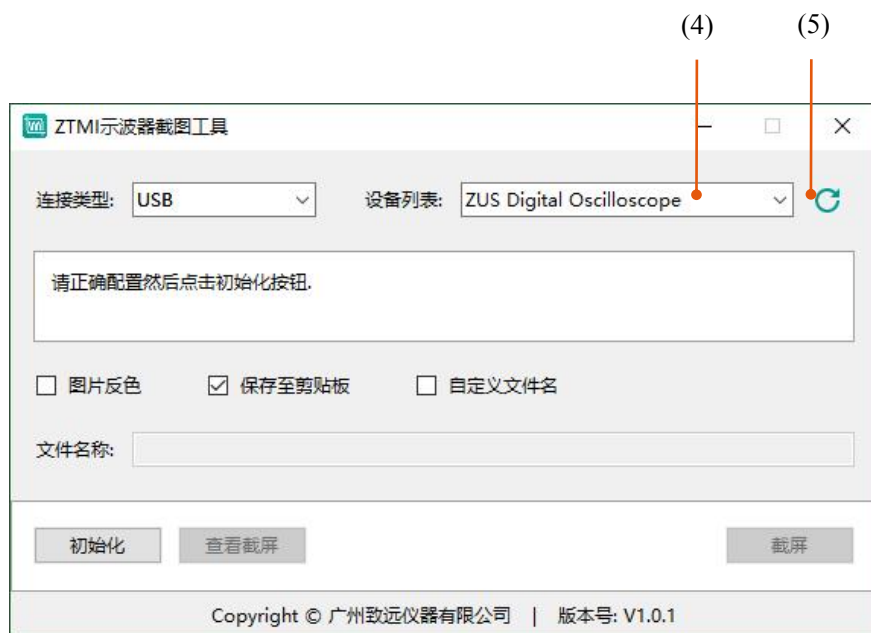 (4) (5)
ZTMI示波器截图工具
连接类型: USB 设备列表: ZUS Digital Oscilloscope
请正确配置然后点击初始化按钮.
图片反色 保存至剪贴板 自定义文件名
文件名称:
初始化 查看截屏 截屏
Copyright © 广州致远仪器有限公司 | 版本号: V1.0.1